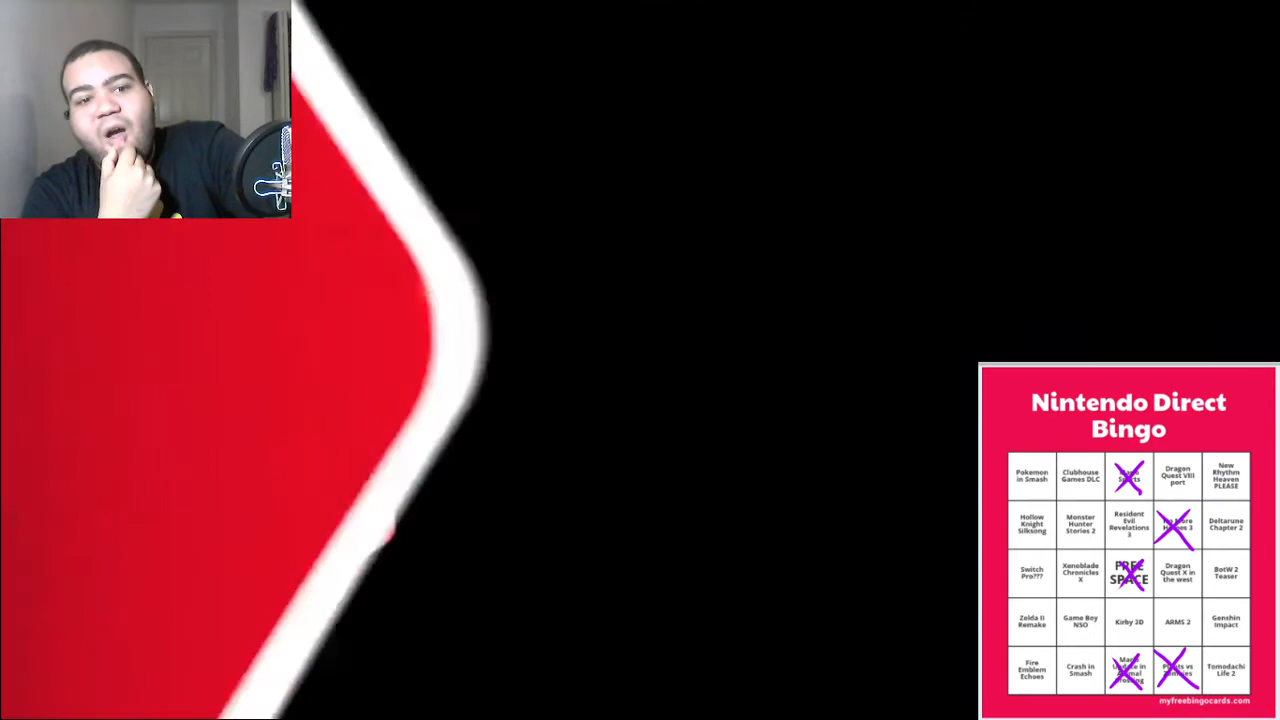 Nintendo Direct
Bingo
Pokemon
in Smash
Clubhouse
Games DLC
Dragon
Quest VIII
port
New
Rhythm
Heaven
PLEASE
Hollow
Knight
Silksong
Monster
Hunter
Stories 2
Resident
Evil
Revelations
3
Deltarune
Chapter 2
Switch
Pro???
Xenoblade
Chronicles
X
FREE
SPACE
Dragon
Quest X in
the west
BotW 2
Teaser
Zelda II
Remake
Game Boy
NSO
Kirby 3D
ARMS 2
Genshin
Impact
Fire
Emblem
Echoes
Crash in
Smash
Tomodachi
Life 2
myfreebingocards.com